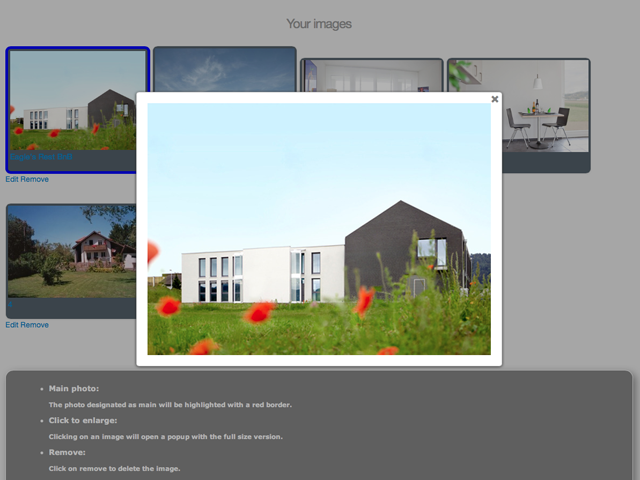 Your images
Edit Remove
Edit Remove
Main photo:
The photo designated as main will be highlighted with a red border.
Click to enlarge:
Clicking on an image will open a popup with the full size version.
Remove:
Click on remove to delete the image.